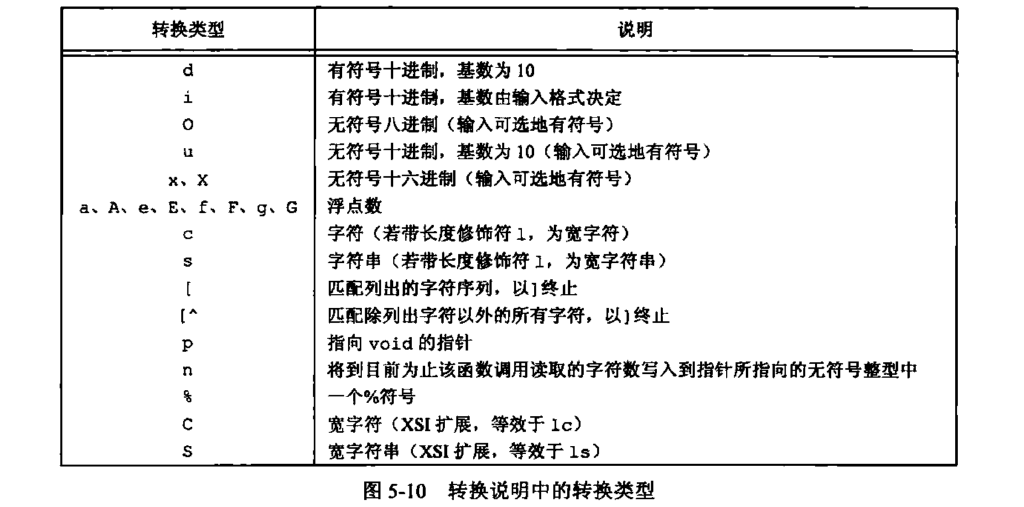 转换类型 说明
d 有符号十进制，基数为 10
i 有符号十进制，基数由输入格式决定
O 无符号八进制（输入可选地有符号）
u 无符号十进制，基数为 10（输入可选地有符号）
x、X 无符号十六进制（输入可选地有符号）
a、A、e、E、f、F、g、G 浮点数
c 字符（若带长度修饰符 l，为宽字符）
s 字符串（若带长度修饰符 l，为宽字符串）
[ 匹配列出的字符序列，以]终止
[^ 匹配除列出字符以外的所有字符，以]终止
p 指向 void 的指针
n 将到目前为止该函数调用读取的字符数写入到指针所指向的无符号整型中
% 一个%符号
C 宽字符（XSI 扩展，等效于 lc）
S 宽字符串（XSI 扩展，等效于 ls）
图 5-10 转换说明中的转换类型